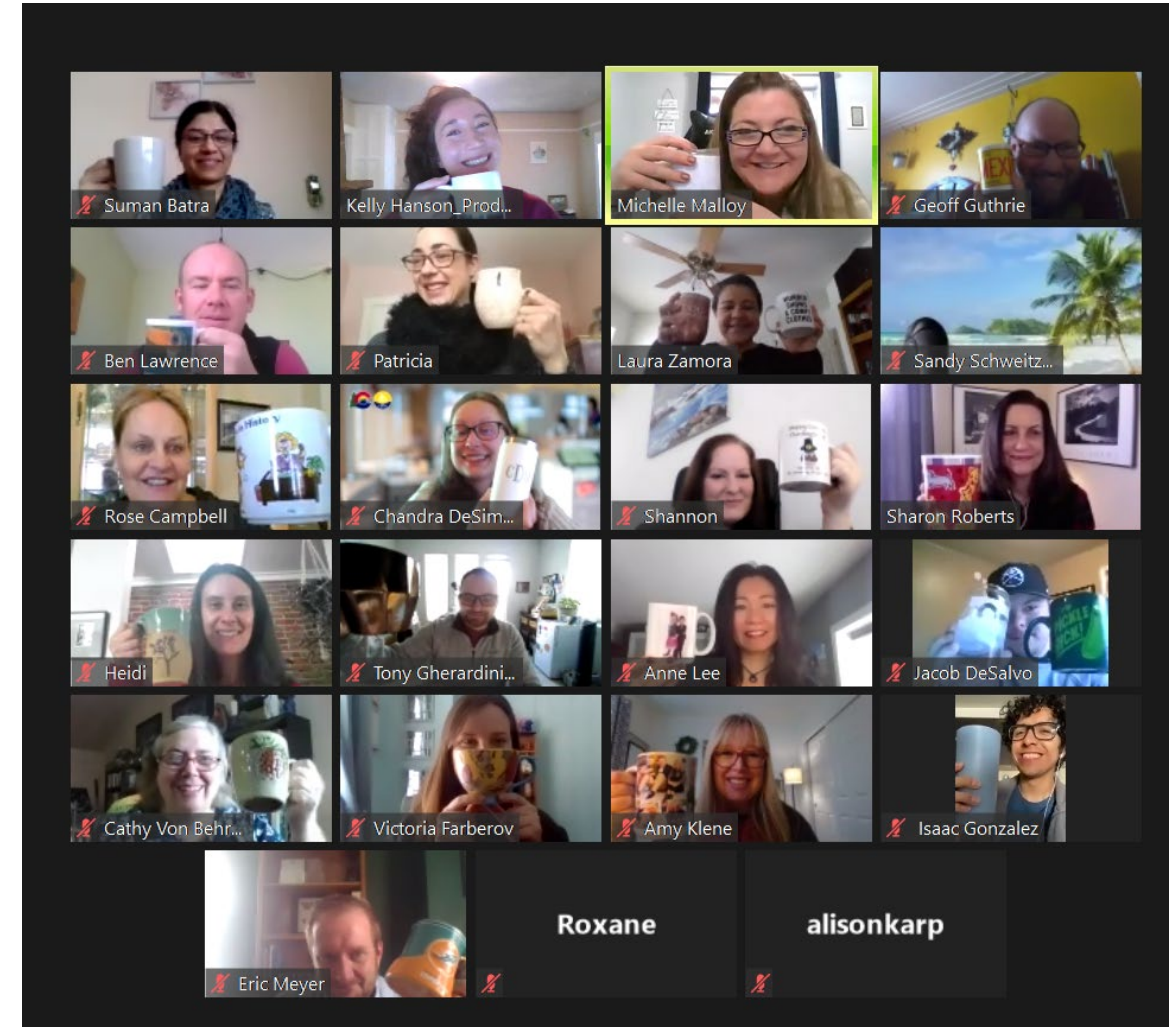 Suman Batra
Kelly Hanson_Prod...
Michelle Malloy
MEXI
Geoff Guthrie
Ben Lawrence
Patricia
Laura Zamora
Sandy Schweitz...
Rose Campbell
CD
Chandra DeSim...
Shannon
Sharon Roberts
Heidi
Tony Gherardini...
Anne Lee
Jacob DeSalvo
Cathy Von Behr...
Victoria Farberov
Amy Klene
Isaac Gonzalez
Eric Meyer
Roxane
alisonkarp